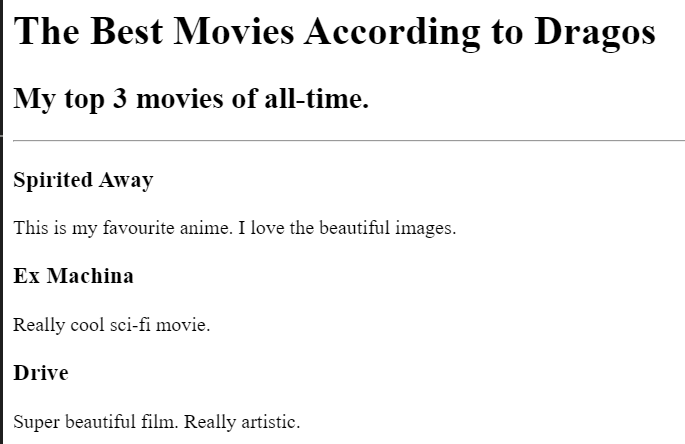 The Best Movies According to Dragos
My top 3 movies of all-time.
Spirited Away
This is my favourite anime. I love the beautiful images.
Ex Machina
Really cool sci-fi movie.
Drive
Super beautiful film. Really artistic.